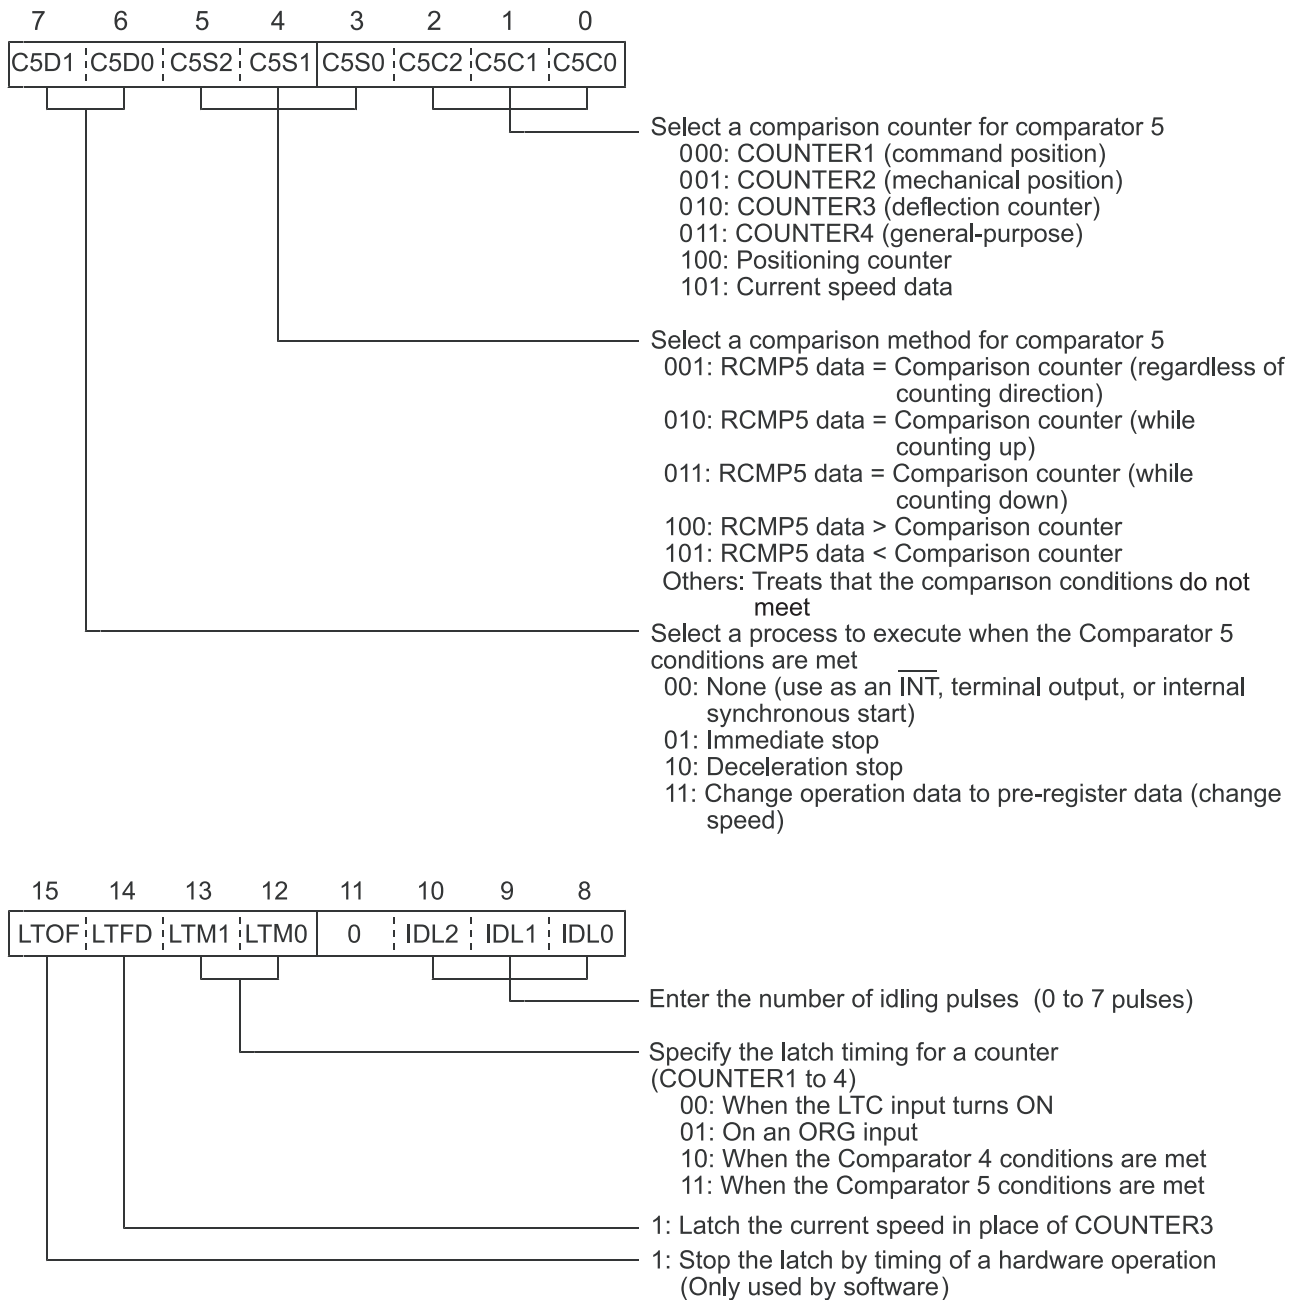 7 6 5 4 3 2 1 0
C5D1 C5D0 C5S2 C5S1 C5S0 C5C2 C5C1 C5C0
Select a comparison counter for comparator 5
000: COUNTER1 (command position)
001: COUNTER2 (mechanical position)
010: COUNTER3 (deflection counter)
011: COUNTER4 (general-purpose)
100: Positioning counter
101: Current speed data
Select a comparison method for comparator 5
001: RCMP5 data = Comparison counter (regardless of
counting direction)
010: RCMP5 data = Comparison counter (while
counting up)
011: RCMP5 data = Comparison counter (while
counting down)
100: RCMP5 data > Comparison counter
101: RCMP5 data < Comparison counter
Others: Treats that the comparison conditions do not
meet
Select a process to execute when the Comparator 5
conditions are met
00: None (use as an INT, terminal output, or internal
synchronous start)
01: Immediate stop
10: Deceleration stop
11: Change operation data to pre-register data (change
speed)
15 14 13 12 11 10 9 8
LTOF LTFD LTM1 LTM0 0 IDL2 IDL1 IDL0
Enter the number of idling pulses (0 to 7 pulses)
Specify the latch timing for a counter
(COUNTER1 to 4)
00: When the LTC input turns ON
01: On an ORG input
10: When the Comparator 4 conditions are met
11: When the Comparator 5 conditions are met
1: Latch the current speed in place of COUNTER3
1: Stop the latch by timing of a hardware operation
(Only used by software)